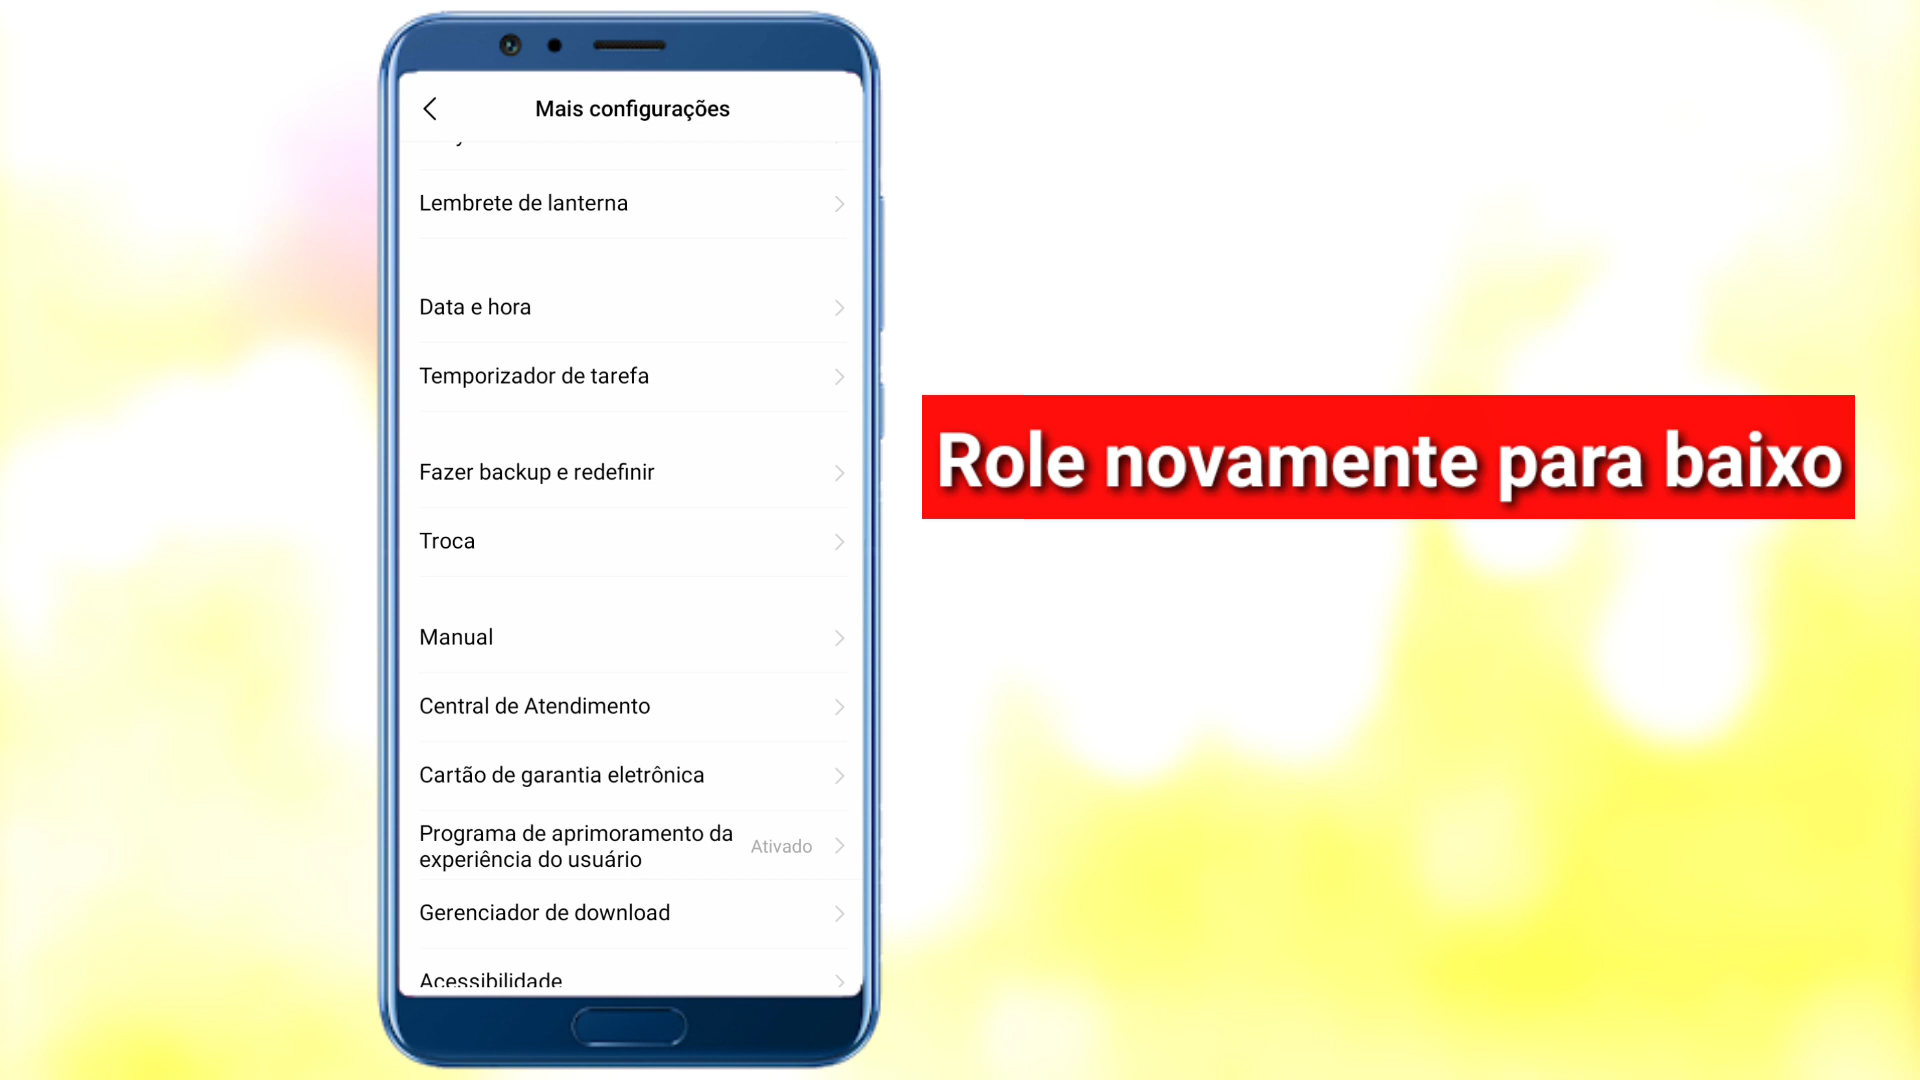 Mais configurações
Lembrete de lanterna
Data e hora
Temporizador de tarefa
Fazer backup e redefinir
Troca
Manual
Central de Atendimento
Cartão de garantia eletrônica
Programa de aprimoramento da
experiência do usuário
Ativado
Gerenciador de download
Acessibilidade
Role novamente para baixo